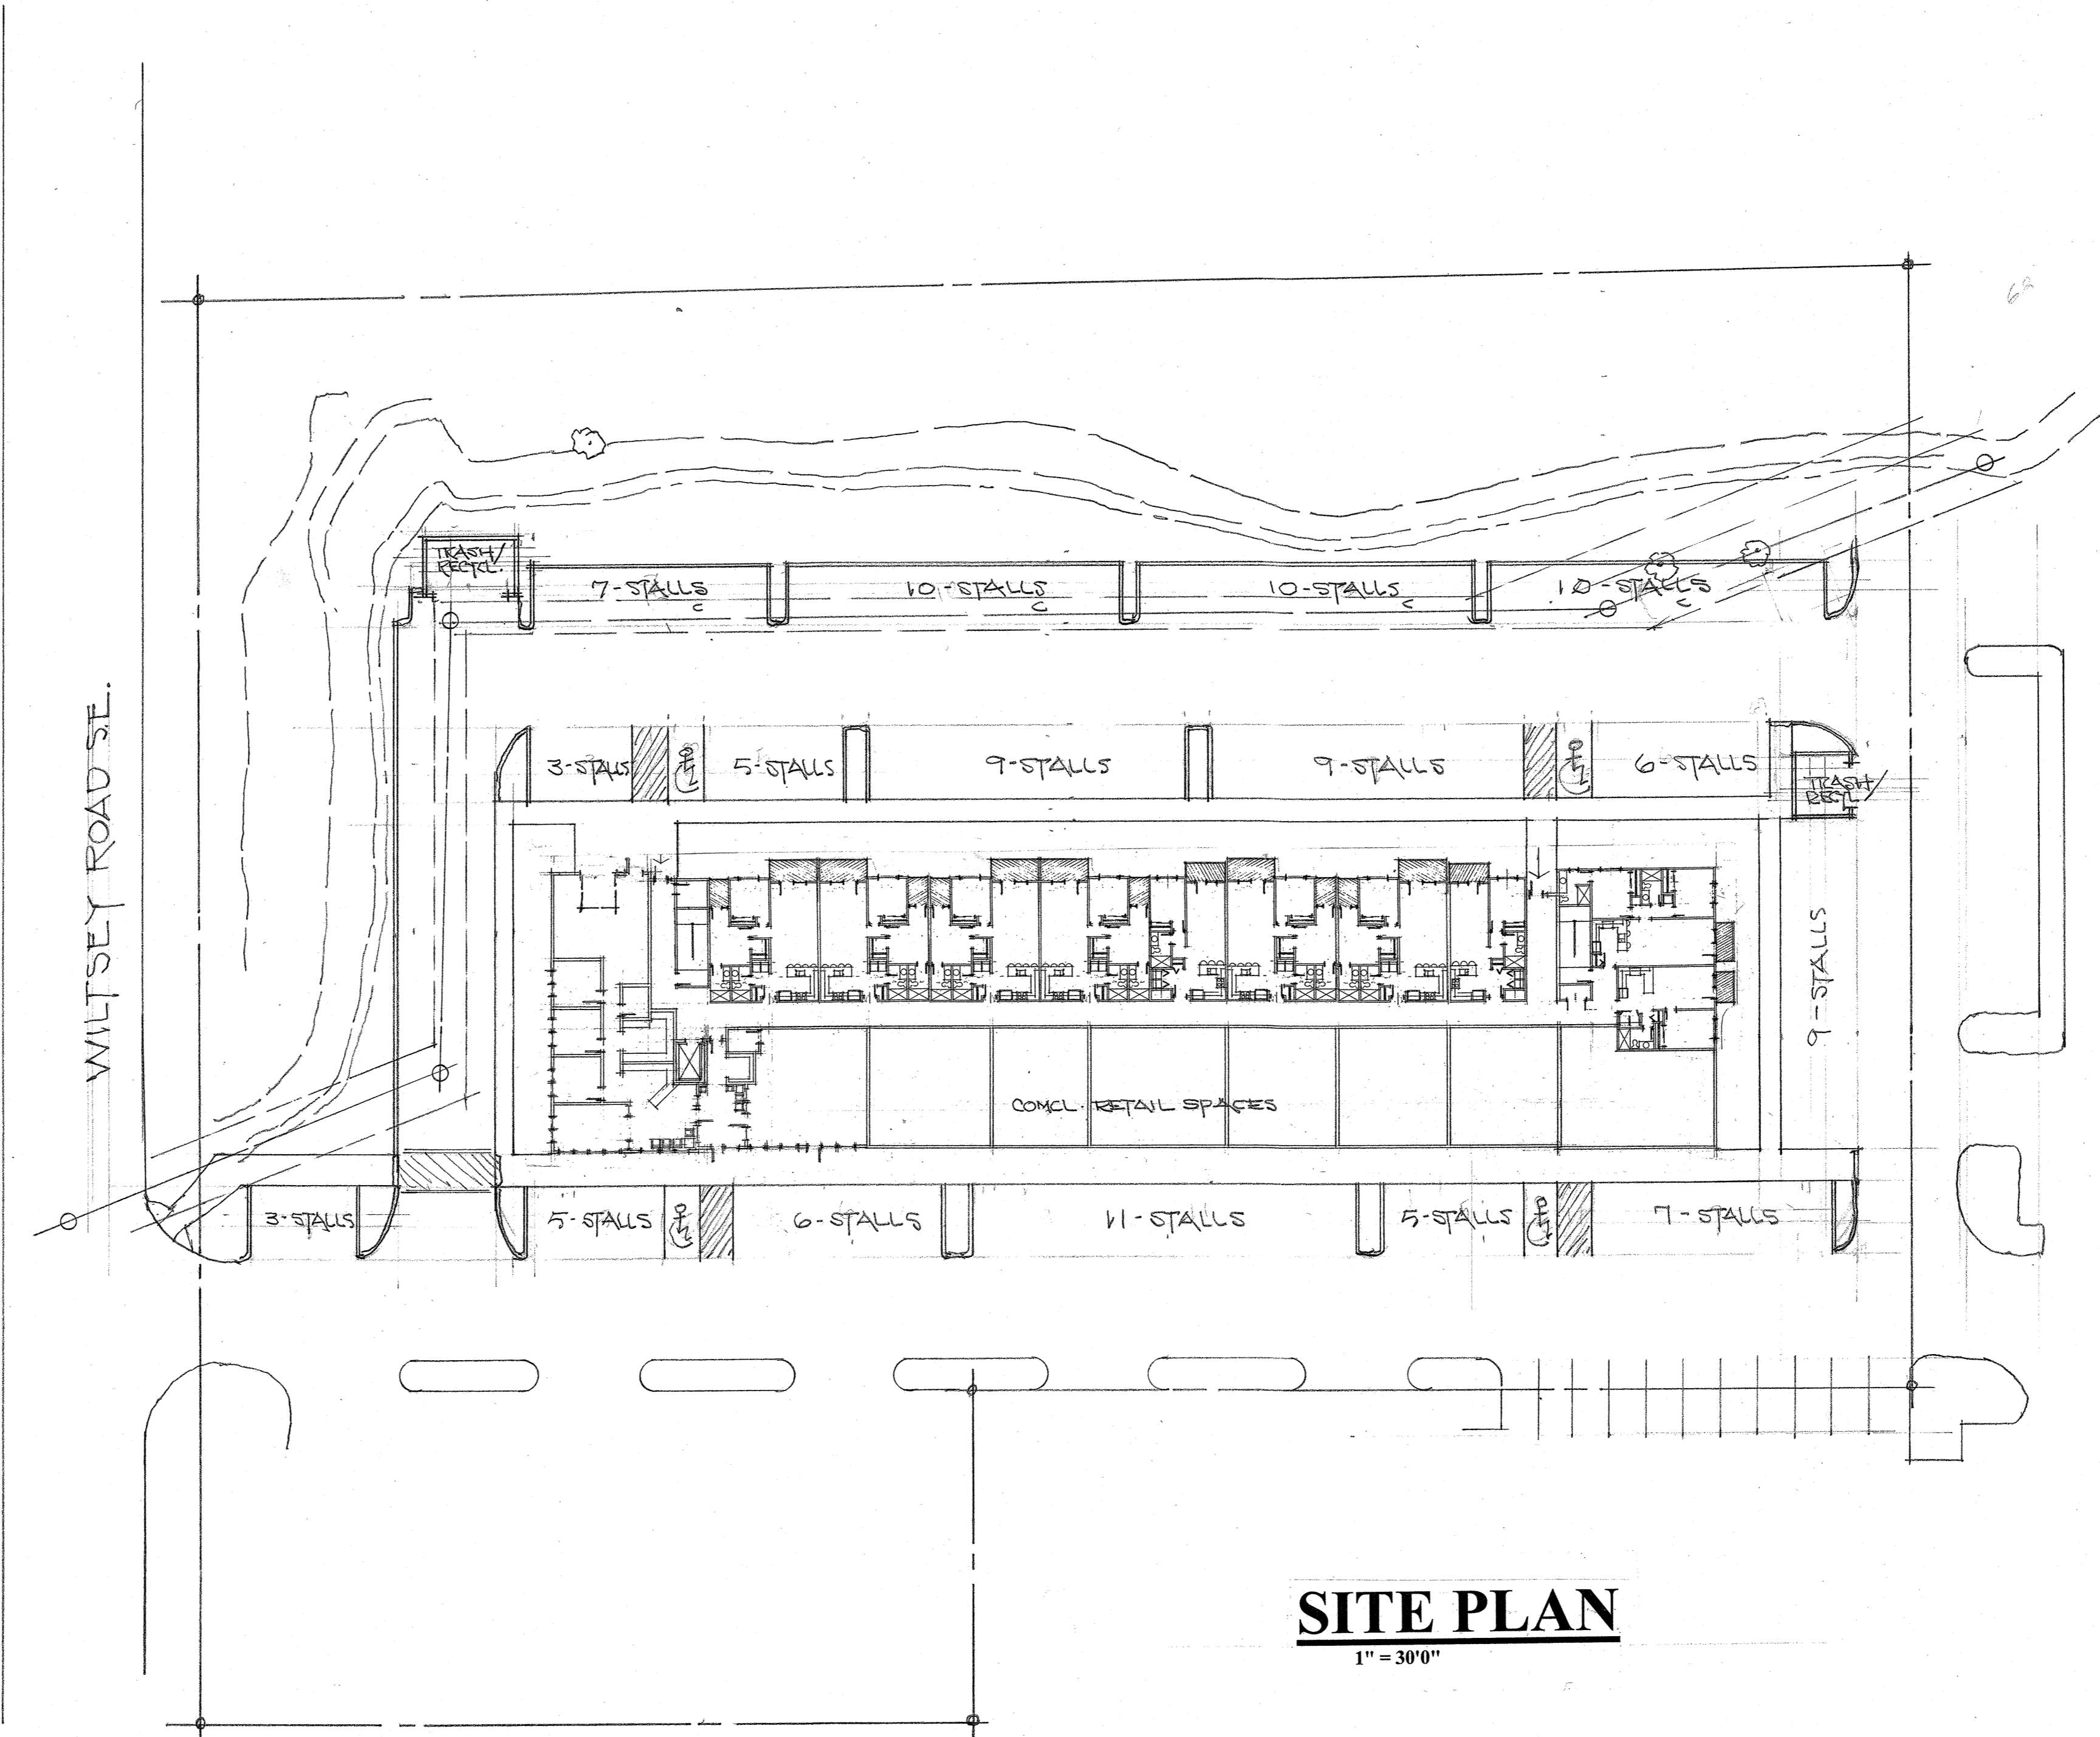 TRASH/
RECYCL.
7-STALLS
C
10-STALLS
C
10-STALLS
C
10-STALLS
C
3-STALLS
5-STALLS
9-STALLS
9-STALLS
6-STALLS
TRASH/
RECYL.
WILTSEY ROAD S.E.
9-STALLS
COMCL. RETAIL SPACES
3-STALLS
5-STALLS
6-STALLS
11-STALLS
5-STALLS
7-STALLS
SITE PLAN
1" = 30'0"